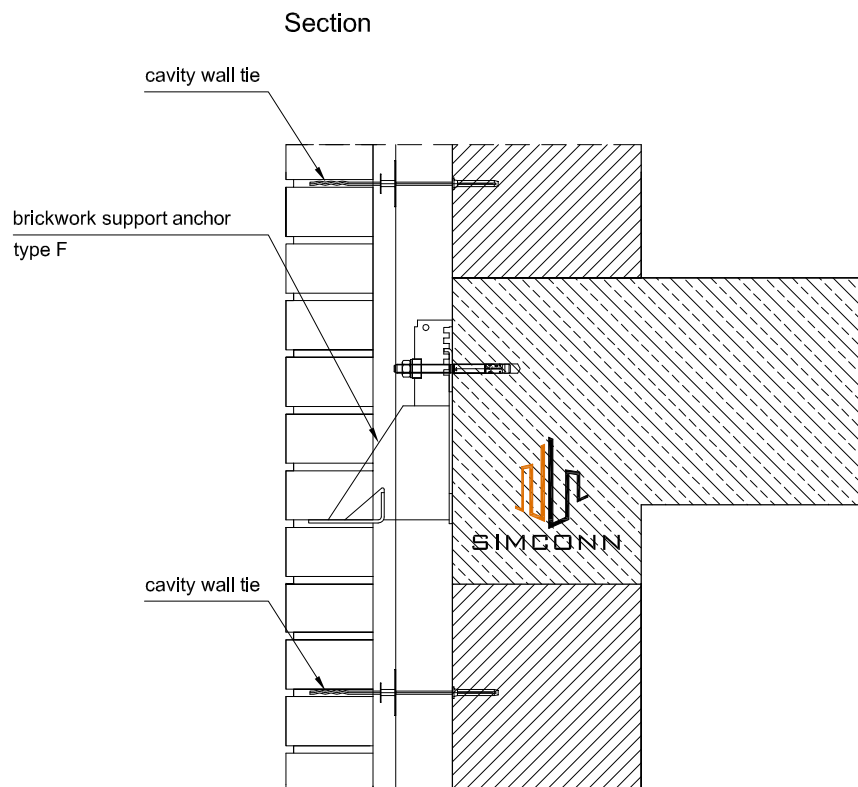 Section
cavity wall tie
brickwork support anchor
type F
SIMCONN
cavity wall tie